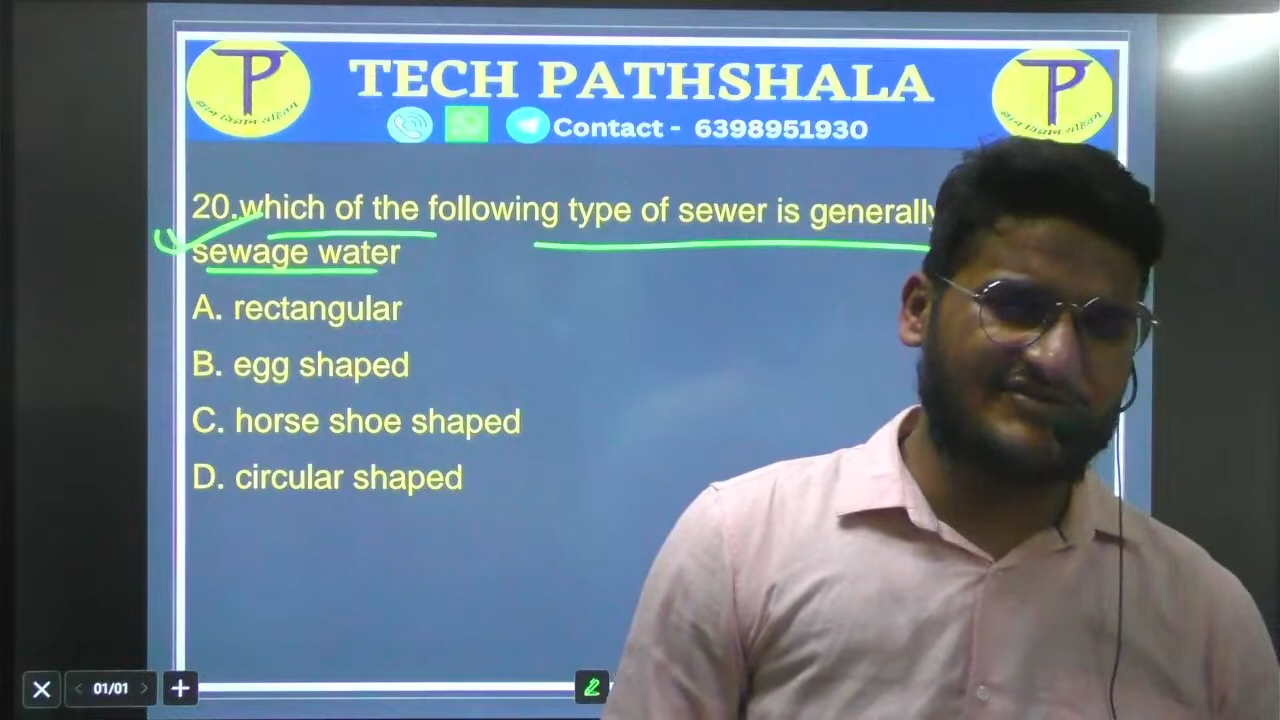 TECH PATHSHALA
Contact - 6398951930
20.which of the following type of sewer is generally
sewage water
A. rectangular
B. egg shaped
C. horse shoe shaped
D. circular shaped
01/01